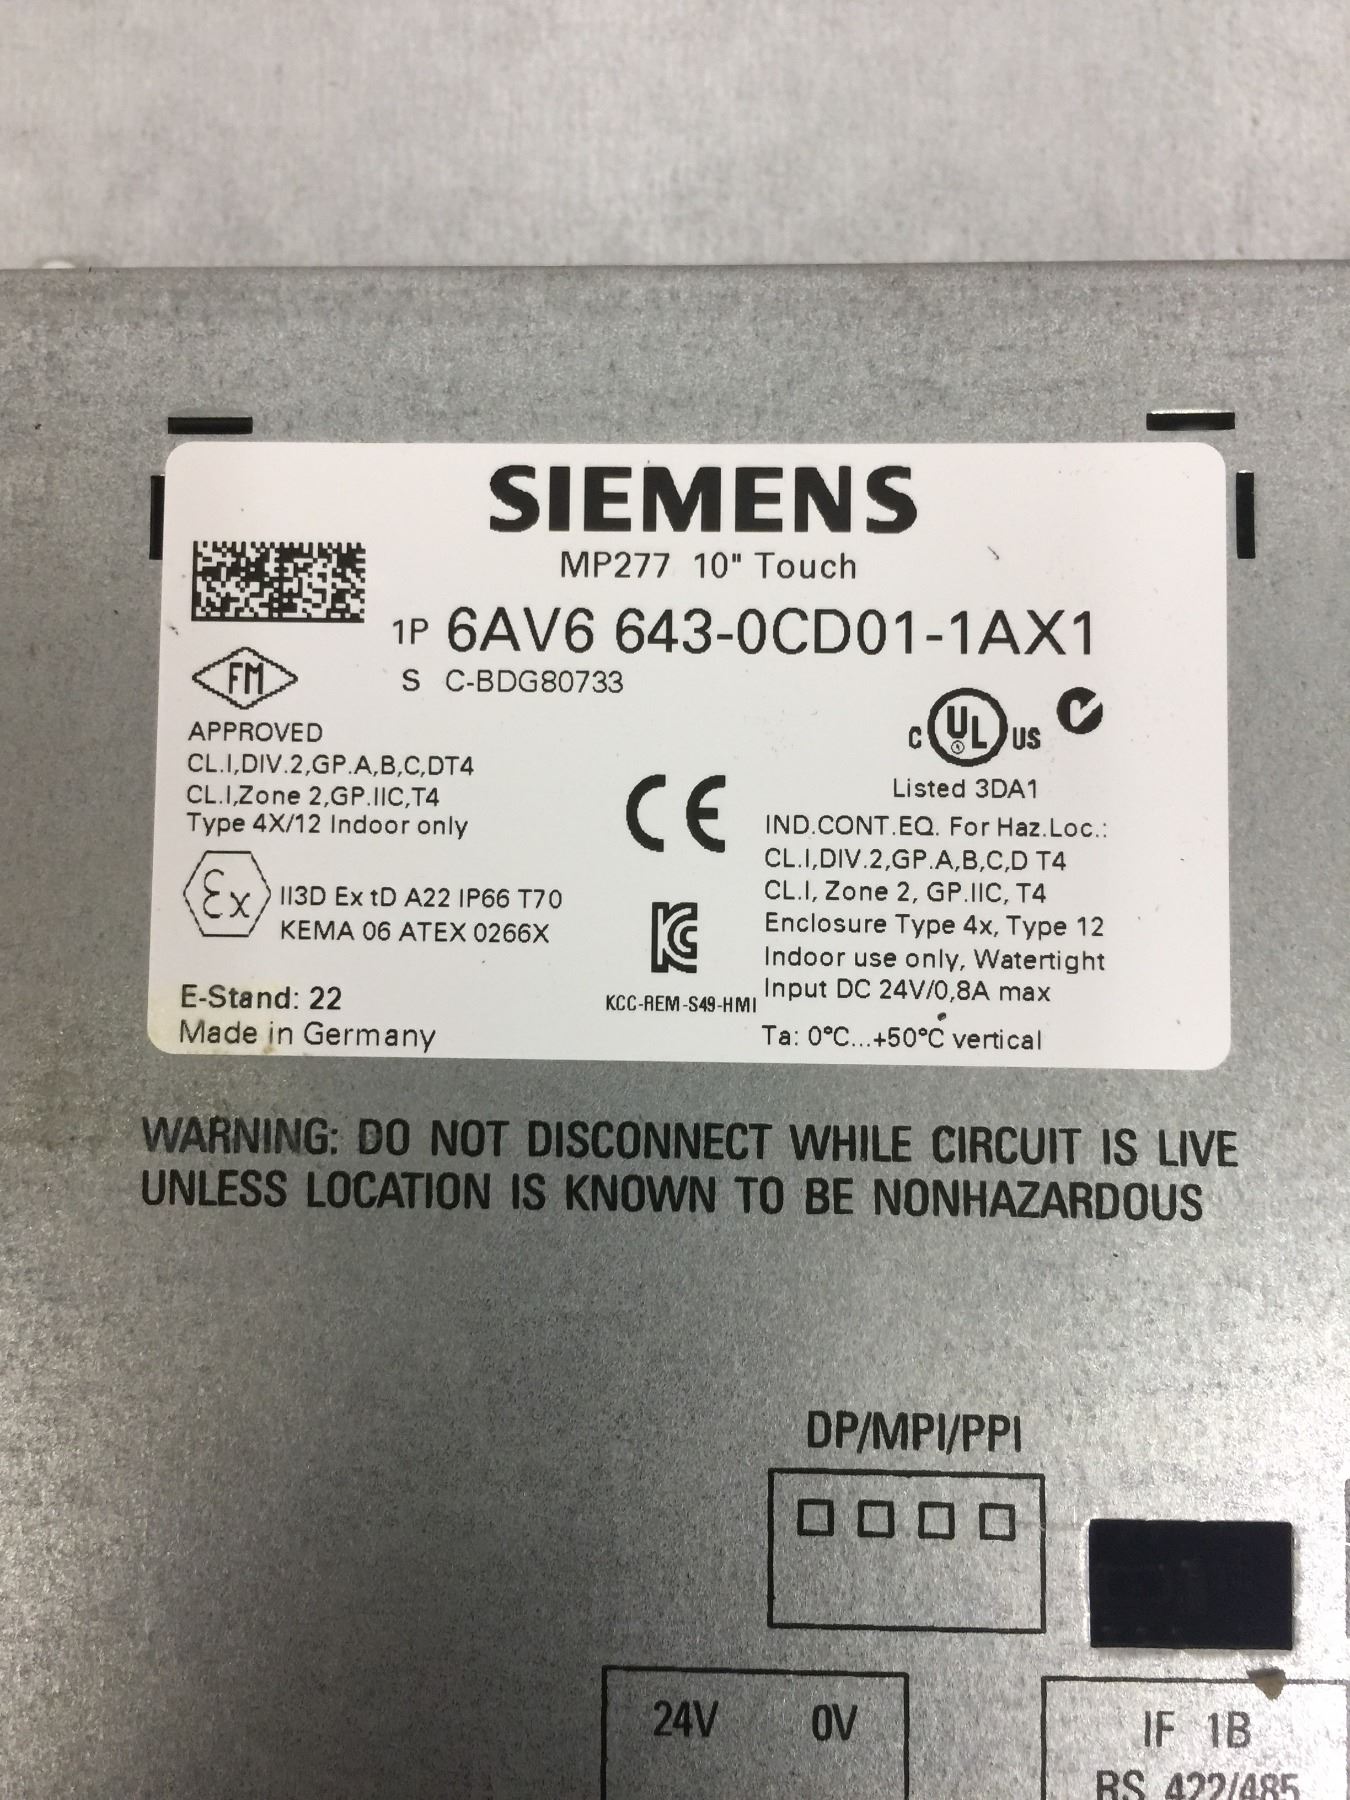 SIEMENS
MP277 10" Touch
1P 6AV6 643-0CD01-1AX1
S C-BDG80733
FM
APPROVED
CL.I,DIV.2,GP.A,B,C,DT4
CL.I,Zone 2,GP.IIC,T4
Type 4X/12 Indoor only
Ex II3D Ex tD A22 IP66 T70
KEMA 06 ATEX 0266X
E-Stand: 22
Made in Germany
CE
KC
KCC-REM-S49-HMI
C UL US
Listed 3DA1
IND.CONT.EQ. For Haz.Loc.:
CL.I,DIV.2,GP.A,B,C,D T4
CL.I, Zone 2, GP.IIC, T4
Enclosure Type 4x, Type 12
Indoor use only, Watertight
Input DC 24V/0,8A max
Ta: 0°C...+50°C vertical
WARNING: DO NOT DISCONNECT WHILE CIRCUIT IS LIVE
UNLESS LOCATION IS KNOWN TO BE NONHAZARDOUS
DP/MPI/PPI
24V 0V
IF 1B
RS 422/485